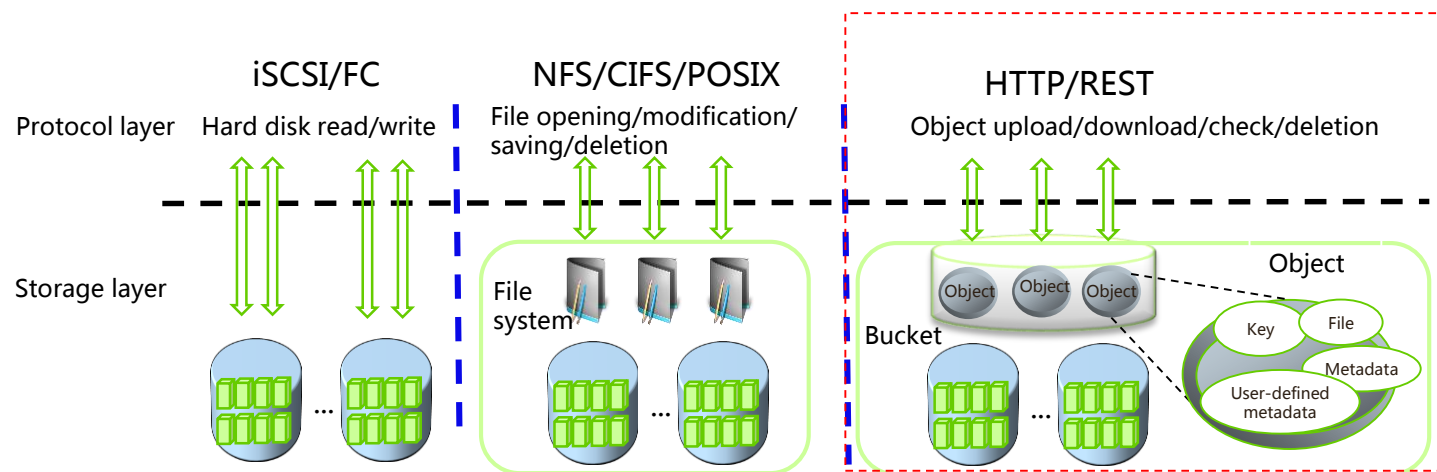 iSCSI/FC
NFS/CIFS/POSIX
HTTP/REST
Protocol layer
Hard disk read/write
File opening/modification/
saving/deletion
Object upload/download/check/deletion
Storage layer
...
File
system
...
Bucket
Object
Object
Object
...
Object
Key
File
Metadata
User-defined
metadata